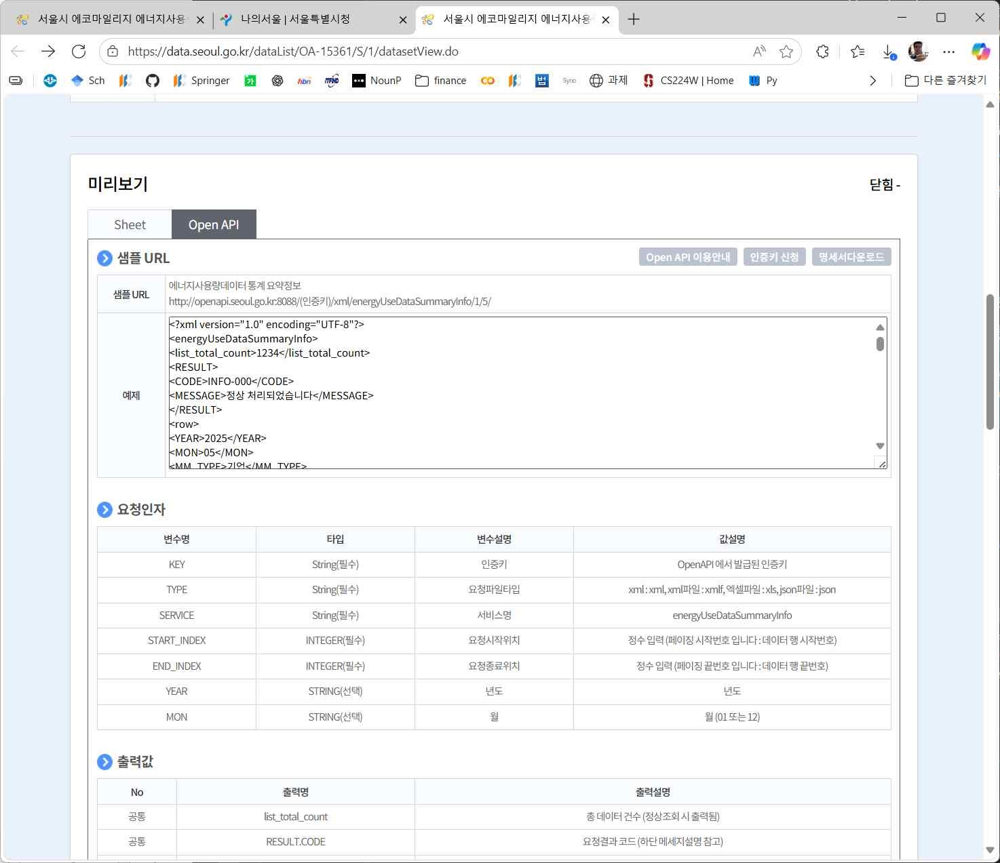 서울시 에코마일리지 에너지사용
나의서울 | 서울특별시청
서울시 에코마일리지 에너지사용
https://data.seoul.go.kr/dataList/OA-15361/S/1/datasetView.do
Sch
Springer
가
hbn
ITFIND
NounP
finance
법
Syno
과제
CS224W | Home
Py
다른 즐겨찾기
미리보기
닫힘 -
Sheet
Open API
샘플 URL
Open API 이용안내
인증키 신청
명세서다운로드
샘플 URL
에너지사용량데이터 통계 요약정보
http://openapi.seoul.go.kr:8088/(인증키)/xml/energyUseDataSummaryInfo/1/5/
예제
<?xml version="1.0" encoding="UTF-8"?>
<energyUseDataSummaryInfo>
<list_total_count>1234</list_total_count>
<RESULT>
<CODE>INFO-000</CODE>
<MESSAGE>정상 처리되었습니다</MESSAGE>
</RESULT>
<row>
<YEAR>2025</YEAR>
<MON>05</MON>
<MM_TYPE>기업</MM_TYPE>
요청인자
변수명 타입 변수설명 값설명
KEY String(필수) 인증키 OpenAPI 에서 발급된 인증키
TYPE String(필수) 요청파일타입 xml : xml, xml파일 : xmlf, 엑셀파일 : xls, json파일 : json
SERVICE String(필수) 서비스명 energyUseDataSummaryInfo
START_INDEX INTEGER(필수) 요청시작위치 정수 입력 (페이징 시작번호 입니다 : 데이터 행 시작번호)
END_INDEX INTEGER(필수) 요청종료위치 정수 입력 (페이징 끝번호 입니다 : 데이터 행 끝번호)
YEAR STRING(선택) 년도 년도
MON STRING(선택) 월 월 (01 또는 12)
출력값
No 출력명 출력설명
공통 list_total_count 총 데이터 건수 (정상조회 시 출력됨)
공통 RESULT.CODE 요청결과 코드 (하단 메세지설명 참고)